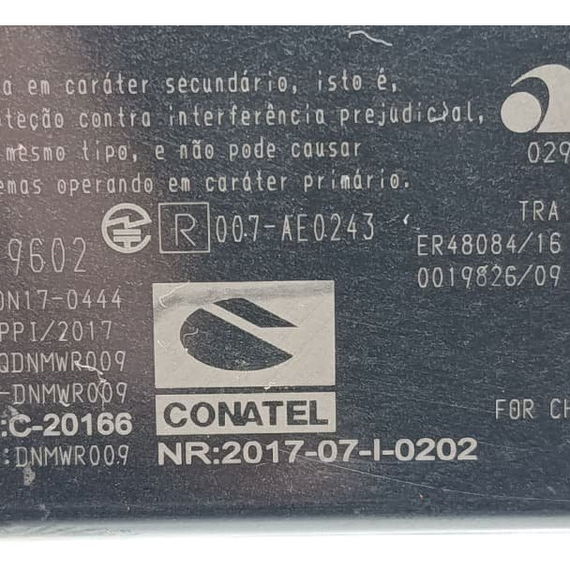 a em caráter secundário, isto é,
teção contra interferência prejudicial,
mesmo tipo, e não pode causar
emas operando em caráter primário.
029
R 007-AE0243
TRA
9602
ER48084/16
0019826/09
0N17-0444
PPI/2017
QDNMWR009
-DNMWR009
CONATEL
FOR CH
:C-20166
:DNMWR009
NR:2017-07-I-0202